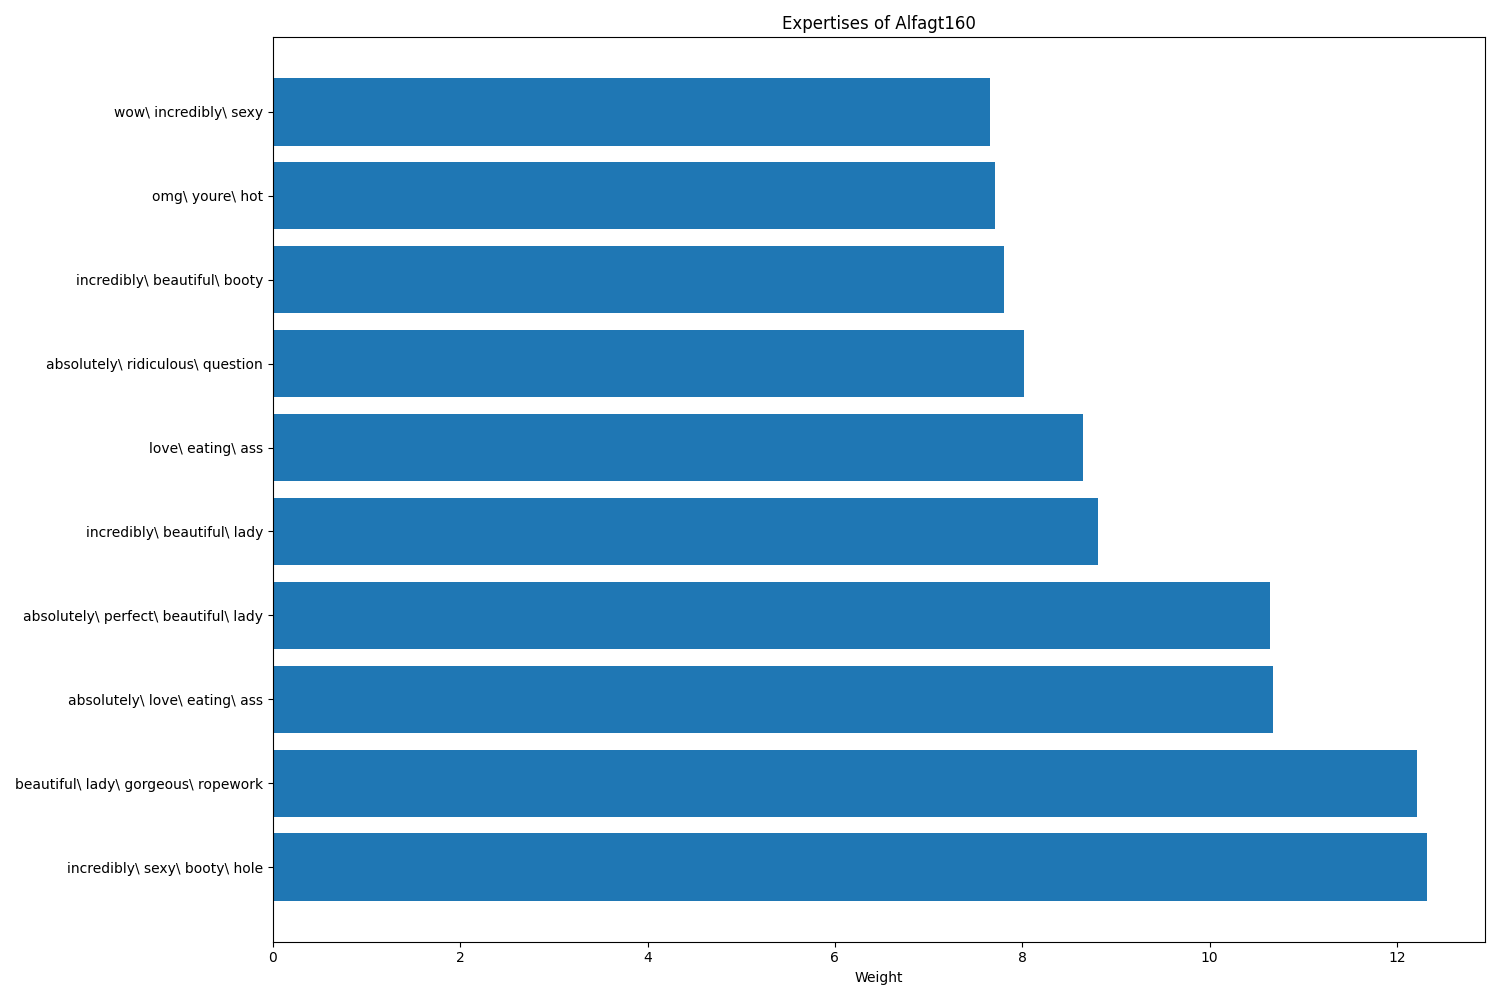 Expertises of Alfagt160
wow\ incredibly\ sexy
omg\ youre\ hot
incredibly\ beautiful\ booty
absolutely\ ridiculous\ question
love\ eating\ ass
incredibly\ beautiful\ lady
absolutely\ perfect\ beautiful\ lady
absolutely\ love\ eating\ ass
beautiful\ lady\ gorgeous\ ropework
incredibly\ sexy\ booty\ hole
0 2 4 6 8 10 12
Weight